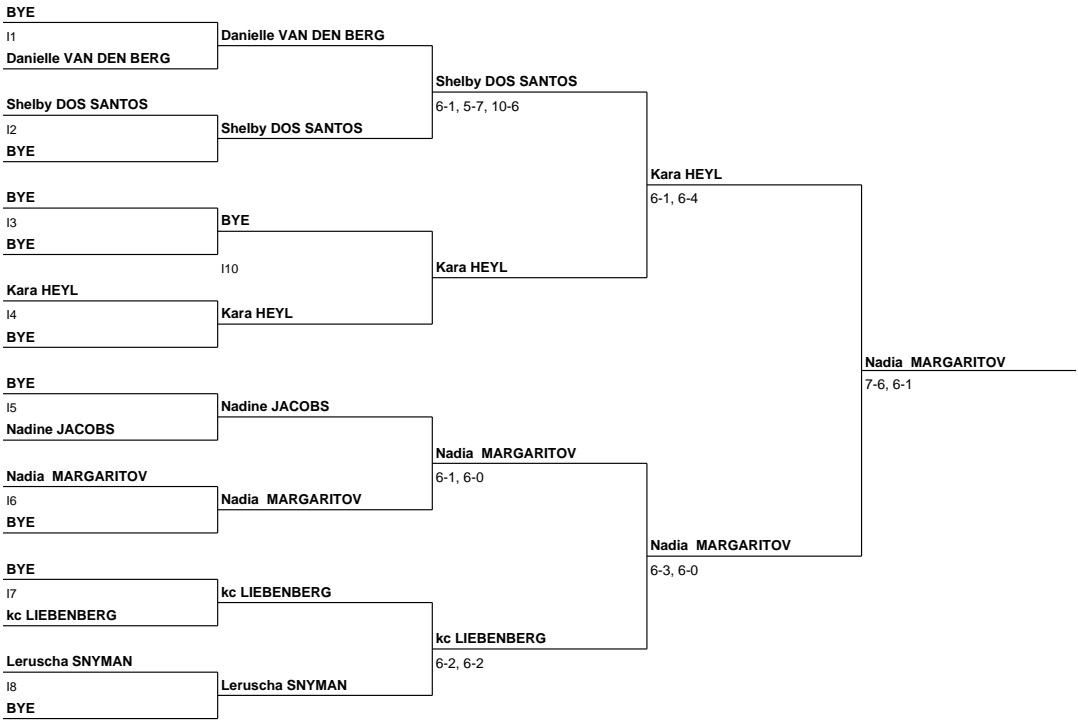 BYE
I1
Danielle VAN DEN BERG
Shelby DOS SANTOS
I2
BYE
BYE
I3
BYE
Kara HEYL
I4
BYE
BYE
I5
Nadine JACOBS
Nadia MARGARITOV
I6
BYE
BYE
I7
kc LIEBENBERG
Leruscha SNYMAN
I8
BYE
Danielle VAN DEN BERG
Shelby DOS SANTOS
BYE
I10
Kara HEYL
Nadine JACOBS
Nadia MARGARITOV
kc LIEBENBERG
Leruscha SNYMAN
Shelby DOS SANTOS
6-1, 5-7, 10-6
Kara HEYL
Nadia MARGARITOV
6-1, 6-0
kc LIEBENBERG
6-2, 6-2
Kara HEYL
6-1, 6-4
Nadia MARGARITOV
6-3, 6-0
Nadia MARGARITOV
7-6, 6-1